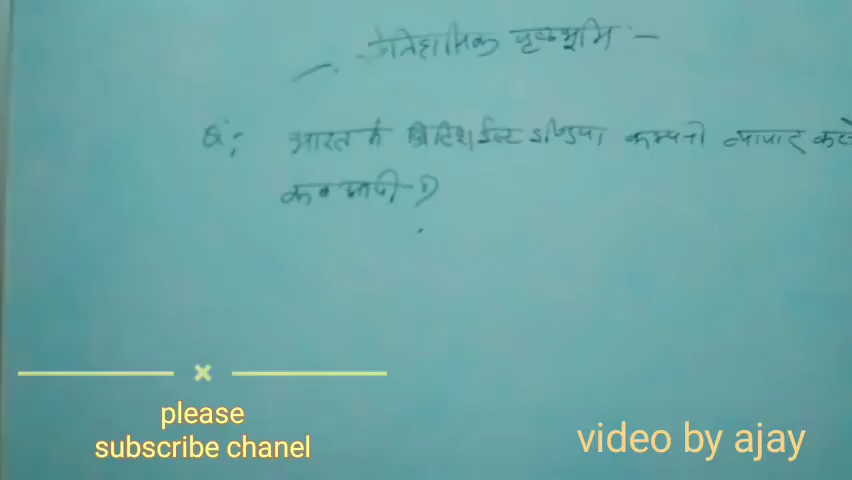 ऐतिहासिक पृष्ठभूमि :-
Q:- भारत मे ब्रिटिश ईस्ट इण्डिया कम्पनी व्यापार करने
कब आयी ?
please
subscribe chanel
video by ajay